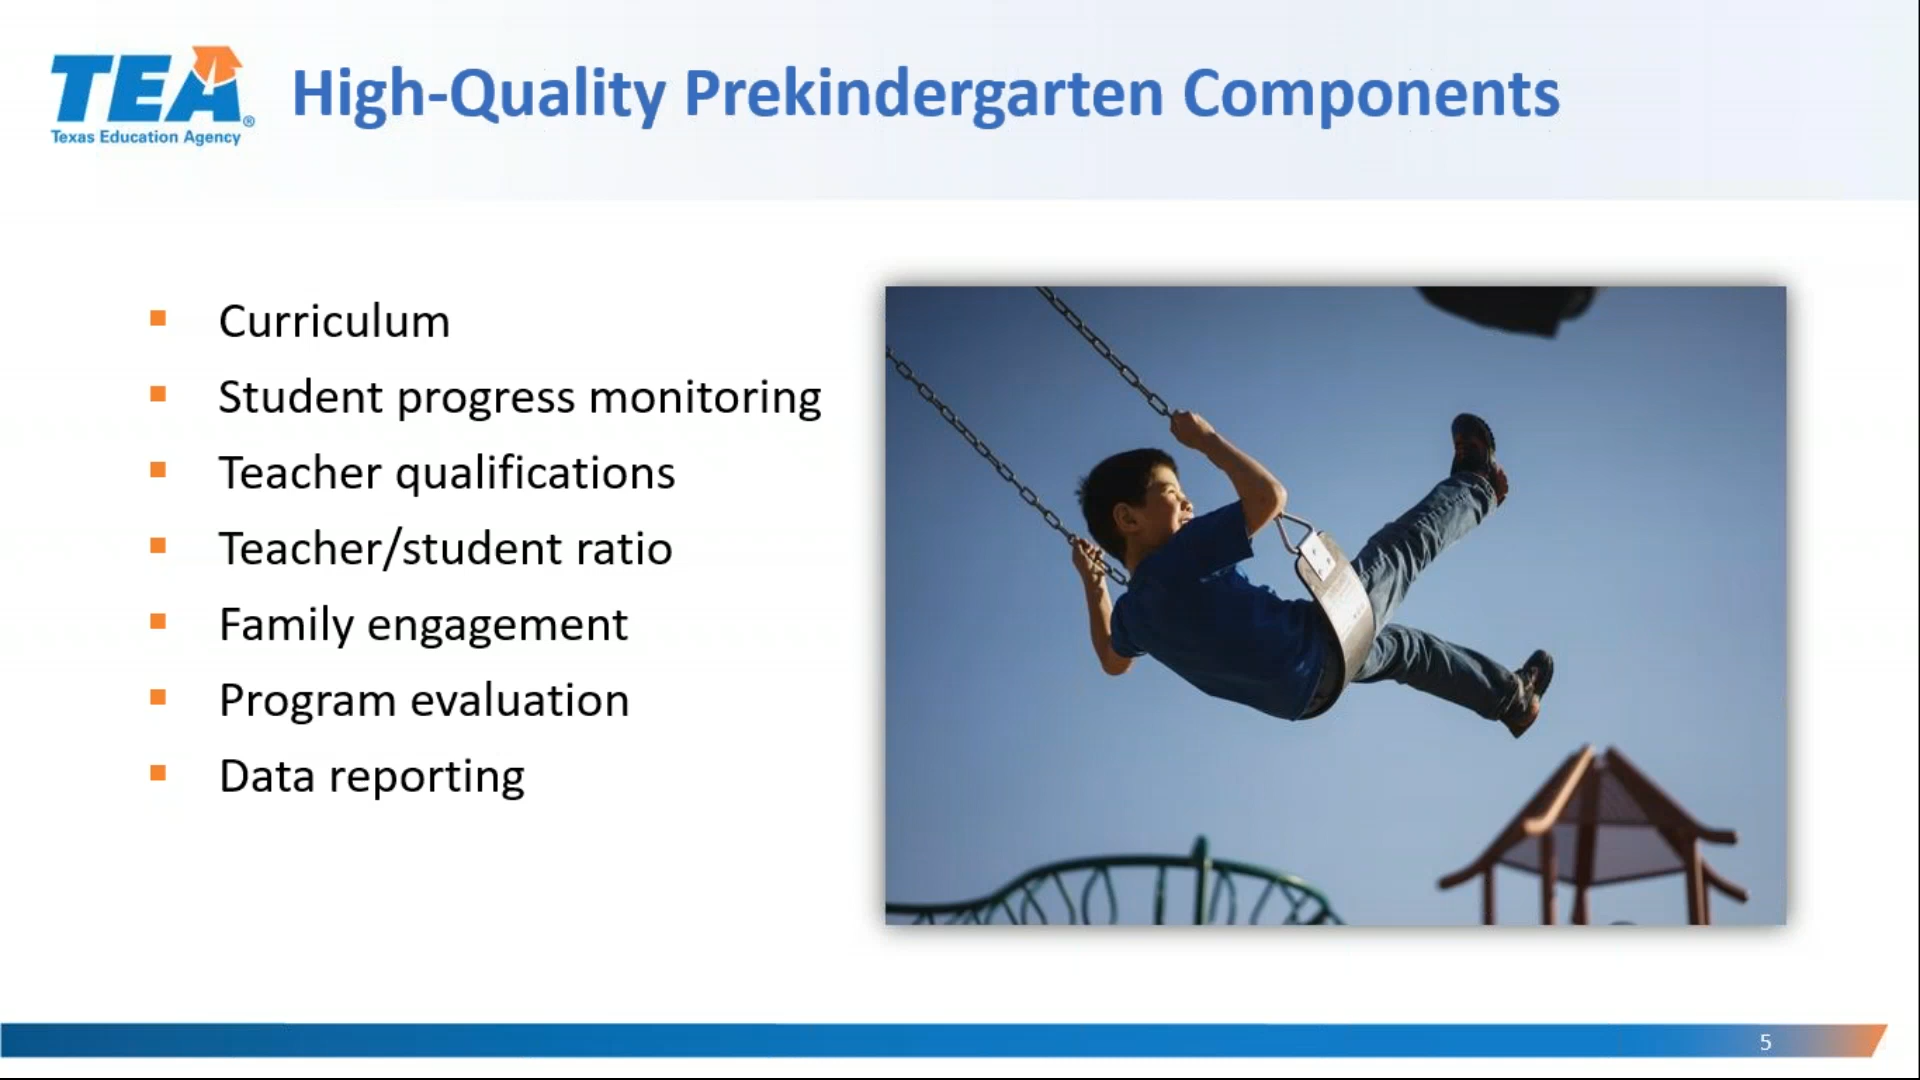 TEA®
Texas Education Agency
High-Quality Prekindergarten Components
▪ Curriculum
▪ Student progress monitoring
▪ Teacher qualifications
▪ Teacher/student ratio
▪ Family engagement
▪ Program evaluation
▪ Data reporting
5